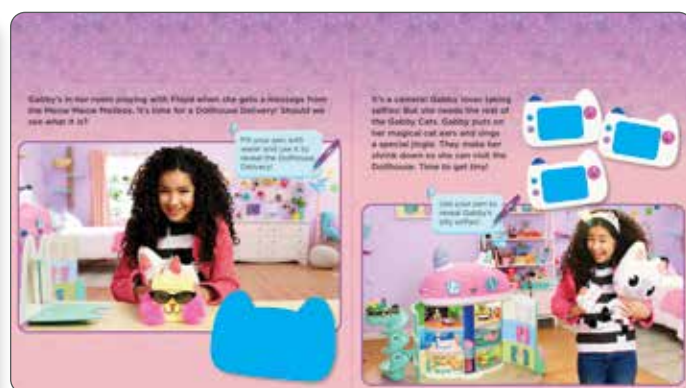 Gabby's in her room playing with Floyd when she gets a message from
the Meow Meow Mailbox. It's time for a Dollhouse Delivery! Should we
see what it is?
Fill your pen with
water and use it to
reveal the Dollhouse
Delivery!
It's a camera! Gabby loves taking
selfies! But she needs the rest of
the Gabby Cats. Gabby puts on
her magical cat ears and sings
a special jingle. They make her
shrink down so she can visit the
Dollhouse. Time to get tiny!
Use your pen to
reveal Gabby's
silly selfies!